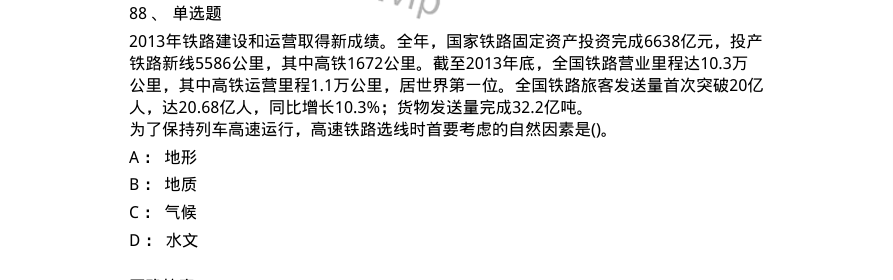 88 、 单选题
2013年铁路建设和运营取得新成绩。全年，国家铁路固定资产投资完成6638亿元，投产
铁路新线5586公里，其中高铁1672公里。截至2013年底，全国铁路营业里程达10.3万
公里，其中高铁运营里程1.1万公里，居世界第一位。全国铁路旅客发送量首次突破20亿
人，达20.68亿人，同比增长10.3%；货物发送量完成32.2亿吨。
为了保持列车高速运行，高速铁路选线时首要考虑的自然因素是()。
A： 地形
B： 地质
C： 气候
D： 水文